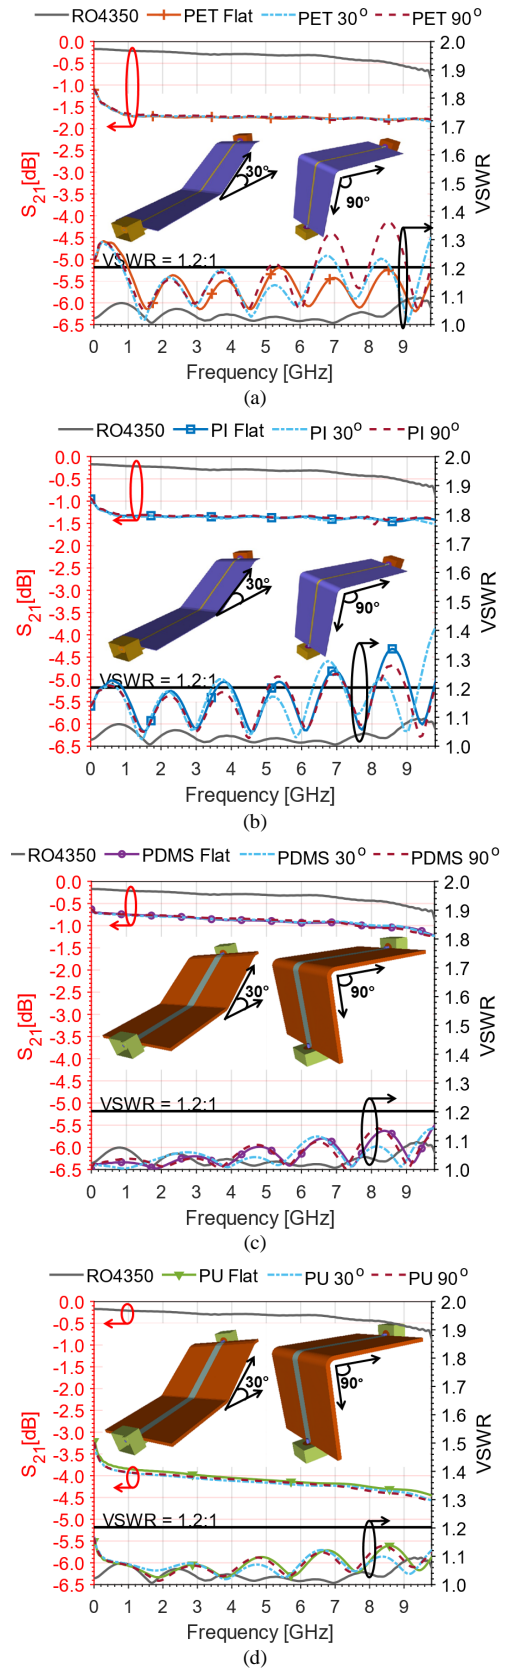 RO4350 PET Flat PET 30° PET 90°
0.0 2.0
-0.5 1.9
-1.0
-1.5 1.8
-2.0 1.7
-2.5
-3.0 1.6
-3.5 30° 1.5
-4.0 90° 1.4
-4.5 1.3
-5.0 VSWR = 1.2:1
-5.5 1.2
-6.0 1.1
-6.5 1.0
S21[dB]
VSWR
0 1 2 3 4 5 6 7 8 9
Frequency [GHz]
(a)
RO4350 PI Flat PI 30° PI 90°
0.0 2.0
-0.5 1.9
-1.0
-1.5 1.8
-2.0 1.7
-2.5
-3.0 30° 1.6
-3.5 90° 1.5
-4.0 1.4
-4.5 1.3
-5.0 VSWR = 1.2:1
-5.5 1.2
-6.0 1.1
-6.5 1.0
S21[dB]
VSWR
0 1 2 3 4 5 6 7 8 9
Frequency [GHz]
(b)
RO4350 PDMS Flat PDMS 30° PDMS 90°
0.0 2.0
-0.5 1.9
-1.0
-1.5 1.8
-2.0 1.7
-2.5 30° 90° 1.6
-3.0
-3.5 1.5
-4.0 1.4
-4.5 1.3
-5.0 VSWR = 1.2:1
-5.5 1.2
-6.0 1.1
-6.5 1.0
S21[dB]
VSWR
0 1 2 3 4 5 6 7 8 9
Frequency [GHz]
(c)
RO4350 PU Flat PU 30° PU 90°
0.0 2.0
-0.5 1.9
-1.0
-1.5 1.8
-2.0 30° 90° 1.7
-2.5
-3.0 1.6
-3.5 1.5
-4.0 1.4
-4.5 1.3
-5.0 VSWR = 1.2:1
-5.5 1.2
-6.0 1.1
-6.5 1.0
S21[dB]
VSWR
0 1 2 3 4 5 6 7 8 9
Frequency [GHz]
(d)